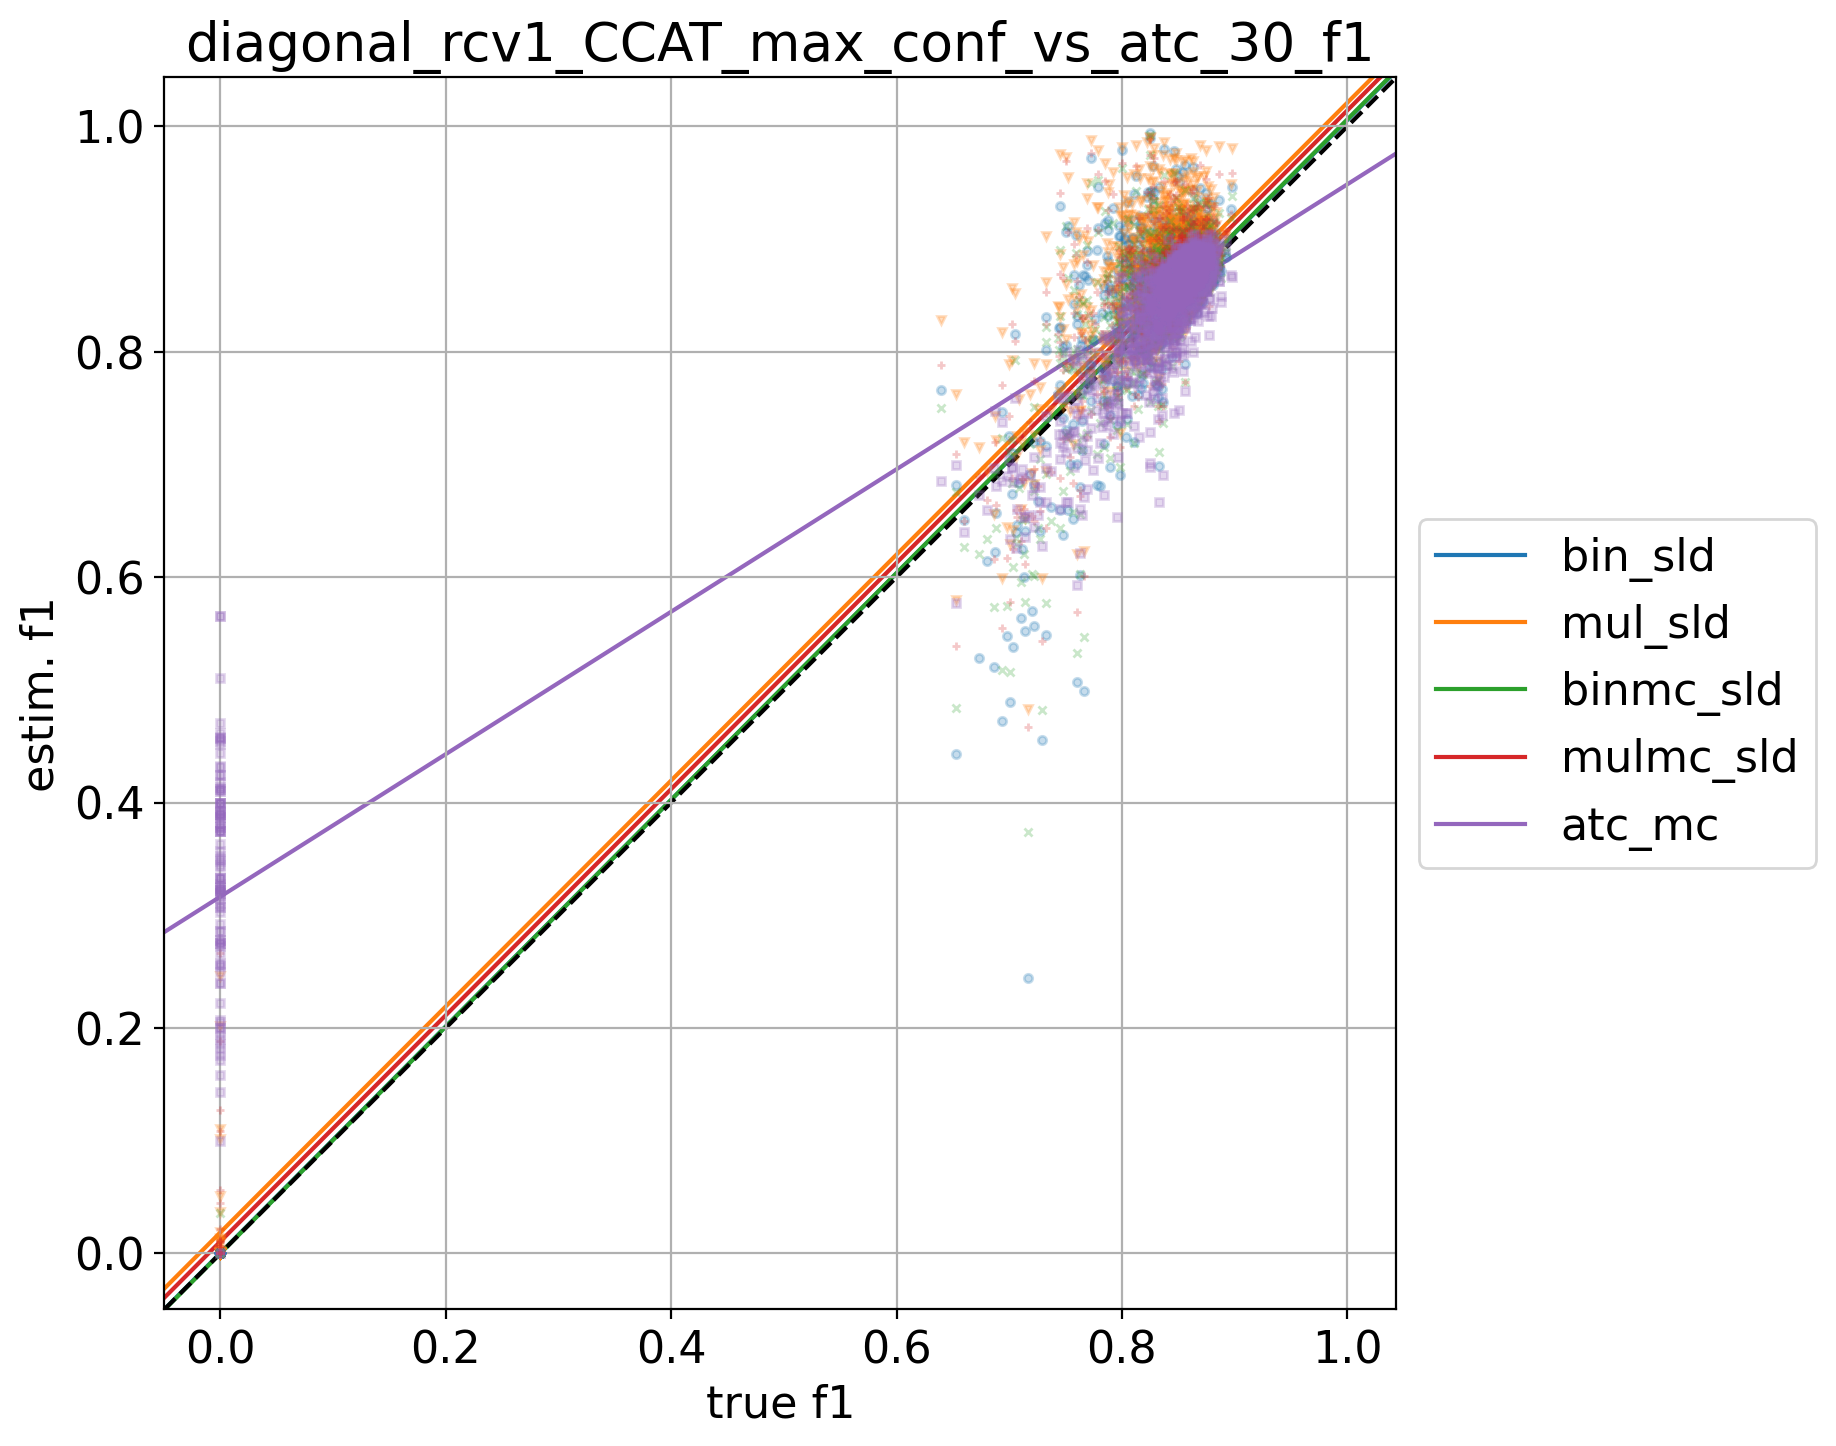 diagonal_rcv1_CCAT_max_conf_vs_atc_30_f1
1.0
0.8
0.6
0.4
0.2
0.0
estim. f1
0.0 0.2 0.4 0.6 0.8 1.0
true f1
bin_sld
mul_sld
binmc_sld
mulmc_sld
atc_mc